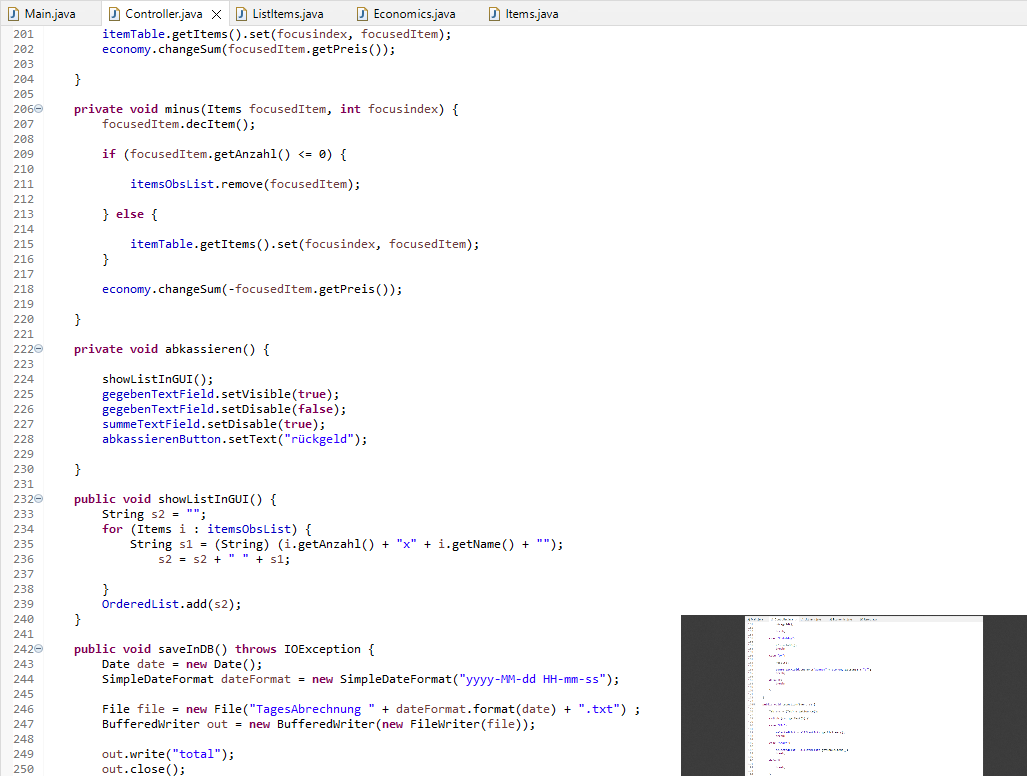 Main.java Controller.java ListItems.java Economics.java Items.java
201 itemTable.getItems().set(focusindex, focusedItem);
202 economy.changeSum(focusedItem.getPreis());
203
204 }
205
206 private void minus(Items focusedItem, int focusindex) {
207 focusedItem.decItem();
208
209 if (focusedItem.getAnzahl() <= 0) {
210
211 itemsObsList.remove(focusedItem);
212
213 } else {
214
215 itemTable.getItems().set(focusindex, focusedItem);
216 }
217
218 economy.changeSum(-focusedItem.getPreis());
219
220 }
221
222 private void abkassieren() {
223
224 showListInGUI();
225 gegebenTextField.setVisible(true);
226 gegebenTextField.setDisable(false);
227 summeTextField.setDisable(true);
228 abkassierenButton.setText("rückgeld");
229
230 }
231
232 public void showListInGUI() {
233 String s2 = "";
234 for (Items i : itemsObsList) {
235 String s1 = (String) (i.getAnzahl() + "x" + i.getName() + "");
236 s2 = s2 + " " + s1;
237
238 }
239 OrderedList.add(s2);
240 }
241
242 public void saveInDB() throws IOException {
243 Date date = new Date();
244 SimpleDateFormat dateFormat = new SimpleDateFormat("yyyy-MM-dd HH-mm-ss");
245
246 File file = new File("TagesAbrechnung " + dateFormat.format(date) + ".txt") ;
247 BufferedWriter out = new BufferedWriter(new FileWriter(file));
248
249 out.write("total");
250 out.close();